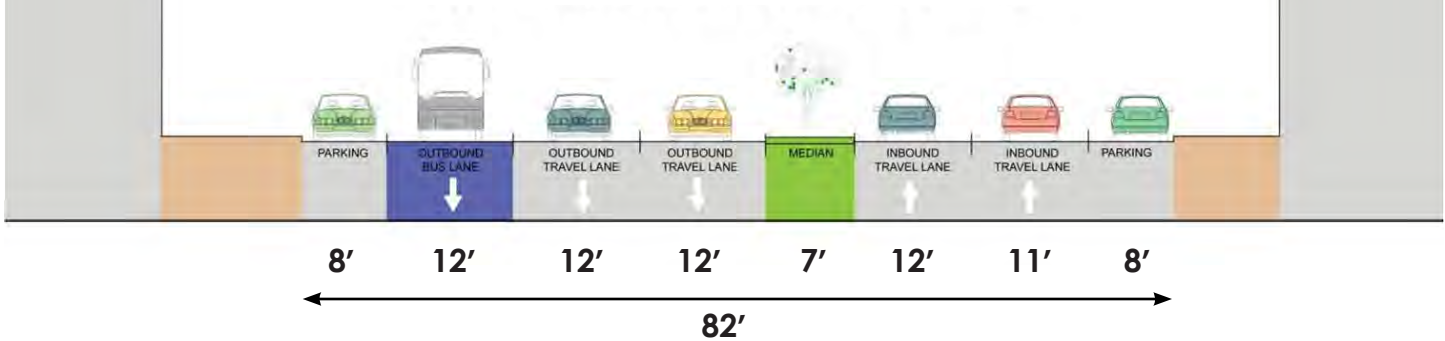 PARKING
OUTBOUND
BUS LANE
OUTBOUND
TRAVEL LANE
OUTBOUND
TRAVEL LANE
MEDIAN
INBOUND
TRAVEL LANE
INBOUND
TRAVEL LANE
PARKING
8’ 12’ 12’ 12’ 7’ 12’ 11’ 8’
82’